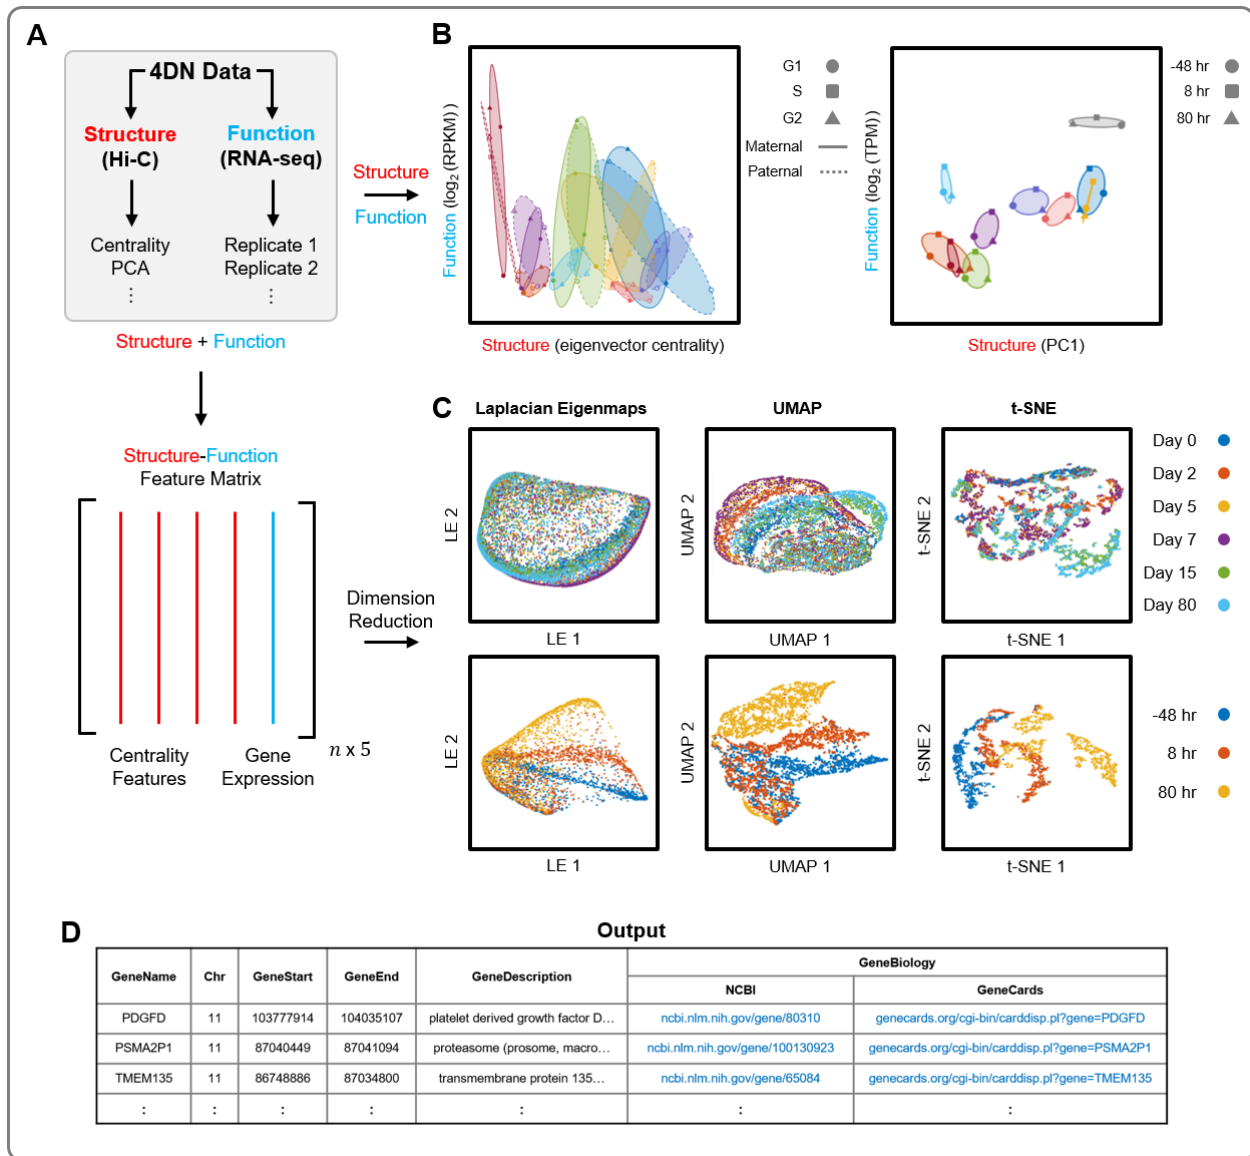 A
4DN Data
Structure
(Hi-C)
Function
(RNA-seq)
Centrality
PCA
⋮
Replicate 1
Replicate 2
⋮
Structure
Function
Structure + Function
Structure-Function
Feature Matrix
Centrality
Features
Gene
Expression
n x 5
Dimension
Reduction
B
Function (log2 (RPKM))
Structure (eigenvector centrality)
G1
S
G2
Maternal
Paternal
Function (log2 (TPM))
Structure (PC1)
-48 hr
8 hr
80 hr
C
Laplacian Eigenmaps
UMAP
t-SNE
LE 2
LE 1
UMAP 2
UMAP 1
t-SNE 2
t-SNE 1
Day 0
Day 2
Day 5
Day 7
Day 15
Day 80
LE 2
LE 1
UMAP 2
UMAP 1
t-SNE 2
t-SNE 1
-48 hr
8 hr
80 hr
D
Output
GeneName Chr GeneStart GeneEnd GeneDescription GeneBiology
NCBI GeneCards
PDGFD 11 103777914 104035107 platelet derived growth factor D... ncbi.nlm.nih.gov/gene/80310 genecards.org/cgi-bin/carddisp.pl?gene=PDGFD
PSMA2P1 11 87040449 87041094 proteasome (prosome, macro... ncbi.nlm.nih.gov/gene/100130923 genecards.org/cgi-bin/carddisp.pl?gene=PSMA2P1
TMEM135 11 86748886 87034800 transmembrane protein 135... ncbi.nlm.nih.gov/gene/65084 genecards.org/cgi-bin/carddisp.pl?gene=TMEM135
: : : : : : :